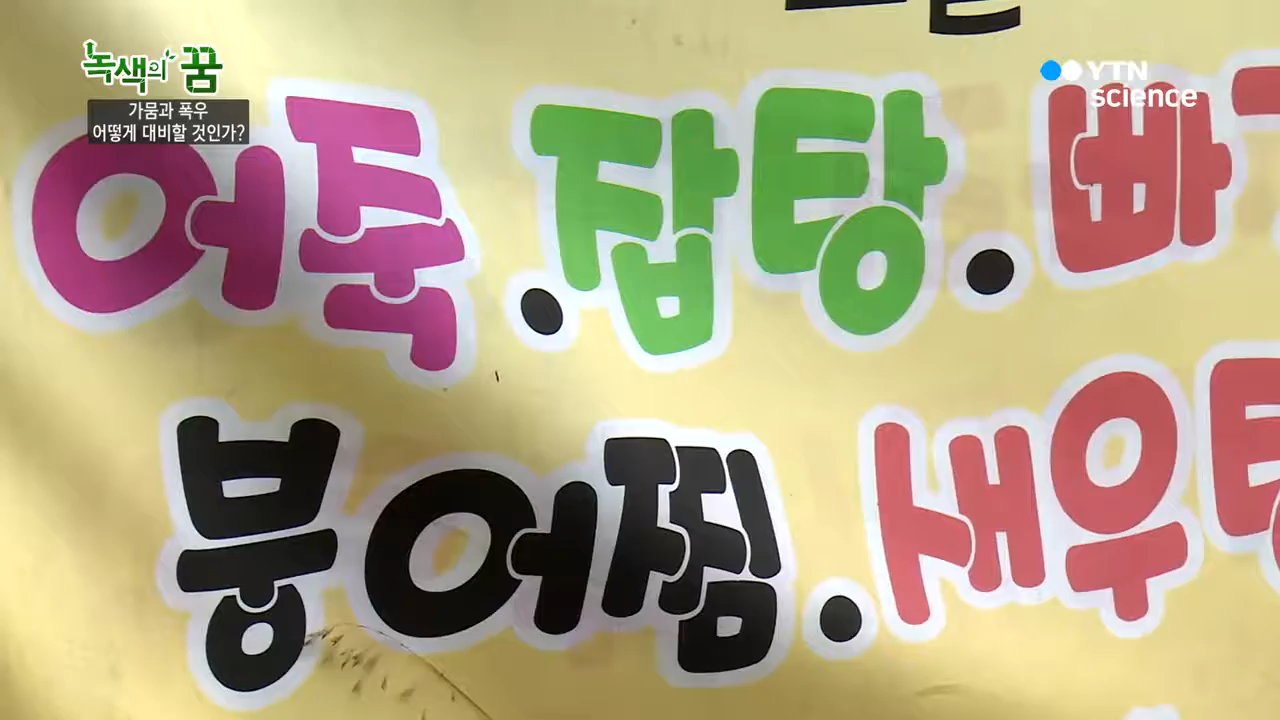 녹색의 꿈
가뭄과 폭우
어떻게 대비할 것인가?
YTN
science
어죽.잡탕.빠
붕어찜.새우